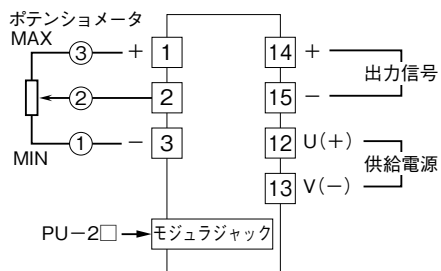 ポテンショメータ
MAX
③ + 1
② 2
① - 3
MIN
14 +
出力信号
15 -
12 U(+)
供給電源
13 V(-)
PU-2□ モジュラジャック